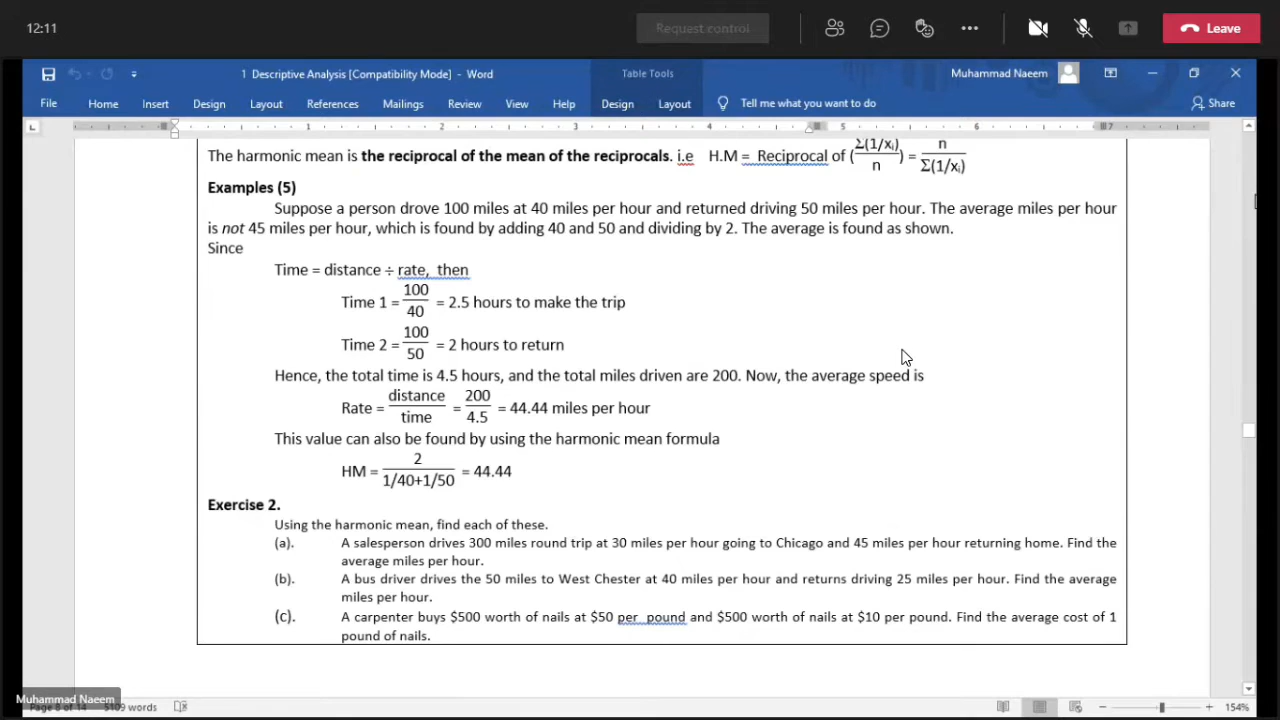 12:11
Request control
Leave
1 Descriptive Analysis [Compatibility Mode] - Word
Table Tools
Muhammad Naeem
File Home Insert Design Layout References Mailings Review View Help Design Layout Tell me what you want to do Share
1 2 3 4 5 6 7
The harmonic mean is the reciprocal of the mean of the reciprocals. i.e H.M = Reciprocal of (Σ(1/xᵢ)/n) = n/Σ(1/xᵢ)
Examples (5)
Suppose a person drove 100 miles at 40 miles per hour and returned driving 50 miles per hour. The average miles per hour
is not 45 miles per hour, which is found by adding 40 and 50 and dividing by 2. The average is found as shown.
Since
Time = distance ÷ rate, then
Time 1 = 100/40 = 2.5 hours to make the trip
Time 2 = 100/50 = 2 hours to return
Hence, the total time is 4.5 hours, and the total miles driven are 200. Now, the average speed is
Rate = distance/time = 200/4.5 = 44.44 miles per hour
This value can also be found by using the harmonic mean formula
HM = 2/(1/40+1/50) = 44.44
Exercise 2.
Using the harmonic mean, find each of these.
(a). A salesperson drives 300 miles round trip at 30 miles per hour going to Chicago and 45 miles per hour returning home. Find the
average miles per hour.
(b). A bus driver drives the 50 miles to West Chester at 40 miles per hour and returns driving 25 miles per hour. Find the average
miles per hour.
(c). A carpenter buys $500 worth of nails at $50 per pound and $500 worth of nails at $10 per pound. Find the average cost of 1
pound of nails.
Muhammad Naeem
Page 8 of 14 5109 words
154%